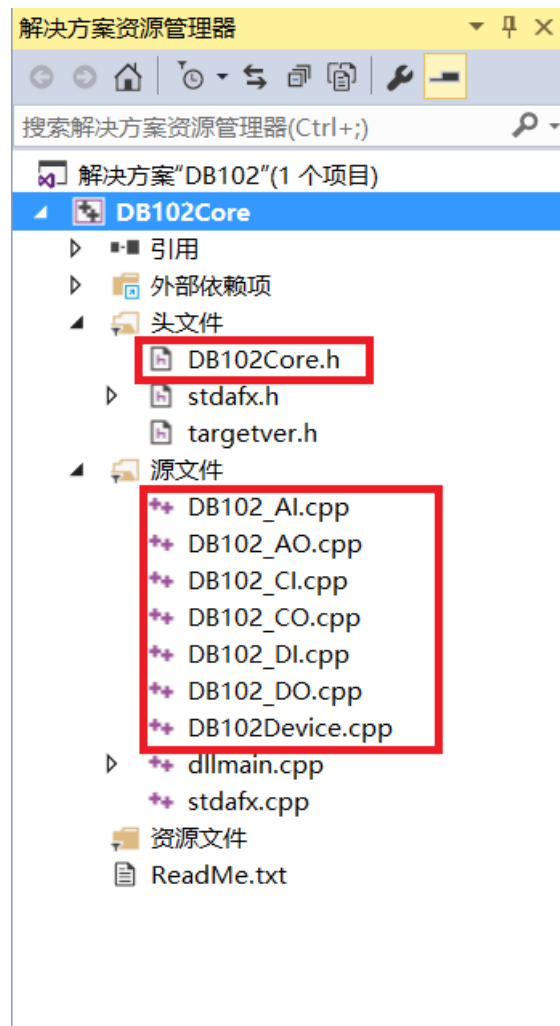 解决方案资源管理器
搜索解决方案资源管理器(Ctrl+;)
解决方案"DB102"(1 个项目)
DB102Core
引用
外部依赖项
头文件
DB102Core.h
stdafx.h
targetver.h
源文件
DB102_AI.cpp
DB102_AO.cpp
DB102_CI.cpp
DB102_CO.cpp
DB102_DI.cpp
DB102_DO.cpp
DB102Device.cpp
dllmain.cpp
stdafx.cpp
资源文件
ReadMe.txt